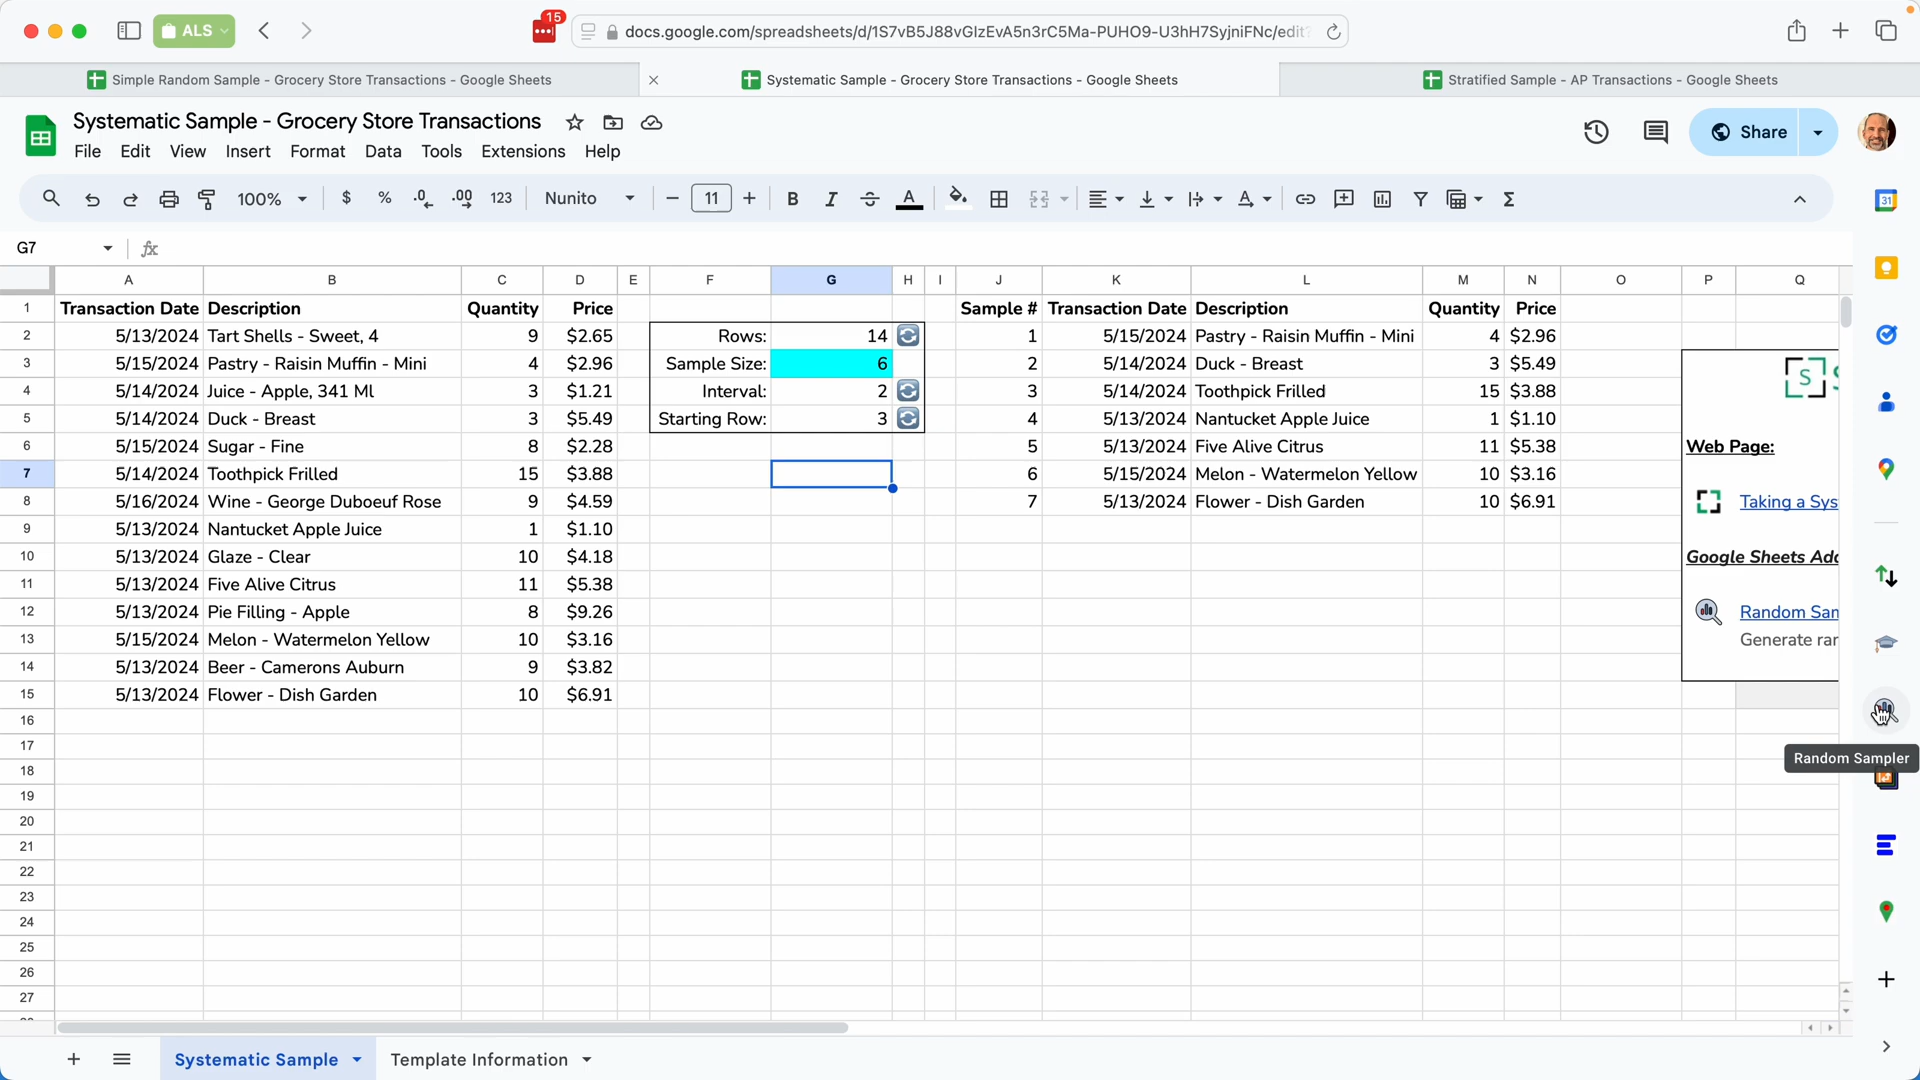 15
ALS
docs.google.com/spreadsheets/d/1S7vB5J88vGIzEvA5n3rC5Ma-PUHO9-U3hH7SyjniFNc/edit?
Simple Random Sample - Grocery Store Transactions - Google Sheets
Systematic Sample - Grocery Store Transactions - Google Sheets
Stratified Sample - AP Transactions - Google Sheets
Systematic Sample - Grocery Store Transactions
Share
File Edit View Insert Format Data Tools Extensions Help
100% $ % .0 .00 123 Nunito 11 B I S A A Σ
31
G7 fx
A B C D E F G H I J K L M N O P Q
1 Transaction Date Description Quantity Price Sample # Transaction Date Description Quantity Price
2 5/13/2024 Tart Shells - Sweet, 4 9 $2.65 Rows: 14 1 5/15/2024 Pastry - Raisin Muffin - Mini 4 $2.96
3 5/15/2024 Pastry - Raisin Muffin - Mini 4 $2.96 Sample Size: 6 2 5/14/2024 Duck - Breast 3 $5.49 S
4 5/14/2024 Juice - Apple, 341 Ml 3 $1.21 Interval: 2 3 5/14/2024 Toothpick Frilled 15 $3.88
5 5/14/2024 Duck - Breast 3 $5.49 Starting Row: 3 4 5/13/2024 Nantucket Apple Juice 1 $1.10
6 5/15/2024 Sugar - Fine 8 $2.28 5 5/13/2024 Five Alive Citrus 11 $5.38 Web Page:
7 5/14/2024 Toothpick Frilled 15 $3.88 6 5/15/2024 Melon - Watermelon Yellow 10 $3.16
8 5/16/2024 Wine - George Duboeuf Rose 9 $4.59 7 5/13/2024 Flower - Dish Garden 10 $6.91 Taking a Sys
9 5/13/2024 Nantucket Apple Juice 1 $1.10
10 5/13/2024 Glaze - Clear 10 $4.18 Google Sheets Add
11 5/13/2024 Five Alive Citrus 11 $5.38
12 5/13/2024 Pie Filling - Apple 8 $9.26 Random Sam
13 5/15/2024 Melon - Watermelon Yellow 10 $3.16 Generate ran
14 5/13/2024 Beer - Camerons Auburn 9 $3.82
15 5/13/2024 Flower - Dish Garden 10 $6.91
16
17
18
19
20
21
22
23
24
25
26
27
Random Sampler
Systematic Sample Template Information